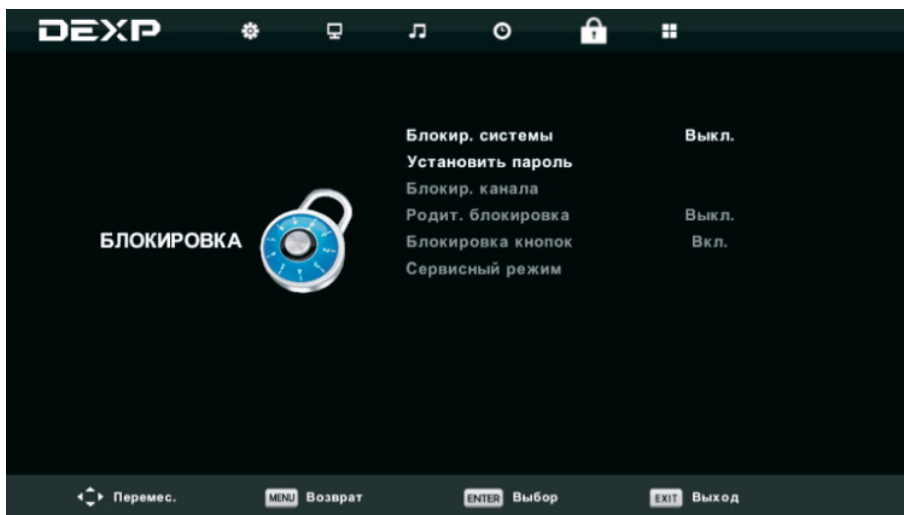 DEXP
Блокир. системы Выкл.
Установить пароль
Блокир. канала
Родит. блокировка Выкл.
БЛОКИРОВКА
Блокировка кнопок Вкл.
Сервисный режим
Перемес. MENU Возврат ENTER Выбор EXIT Выход